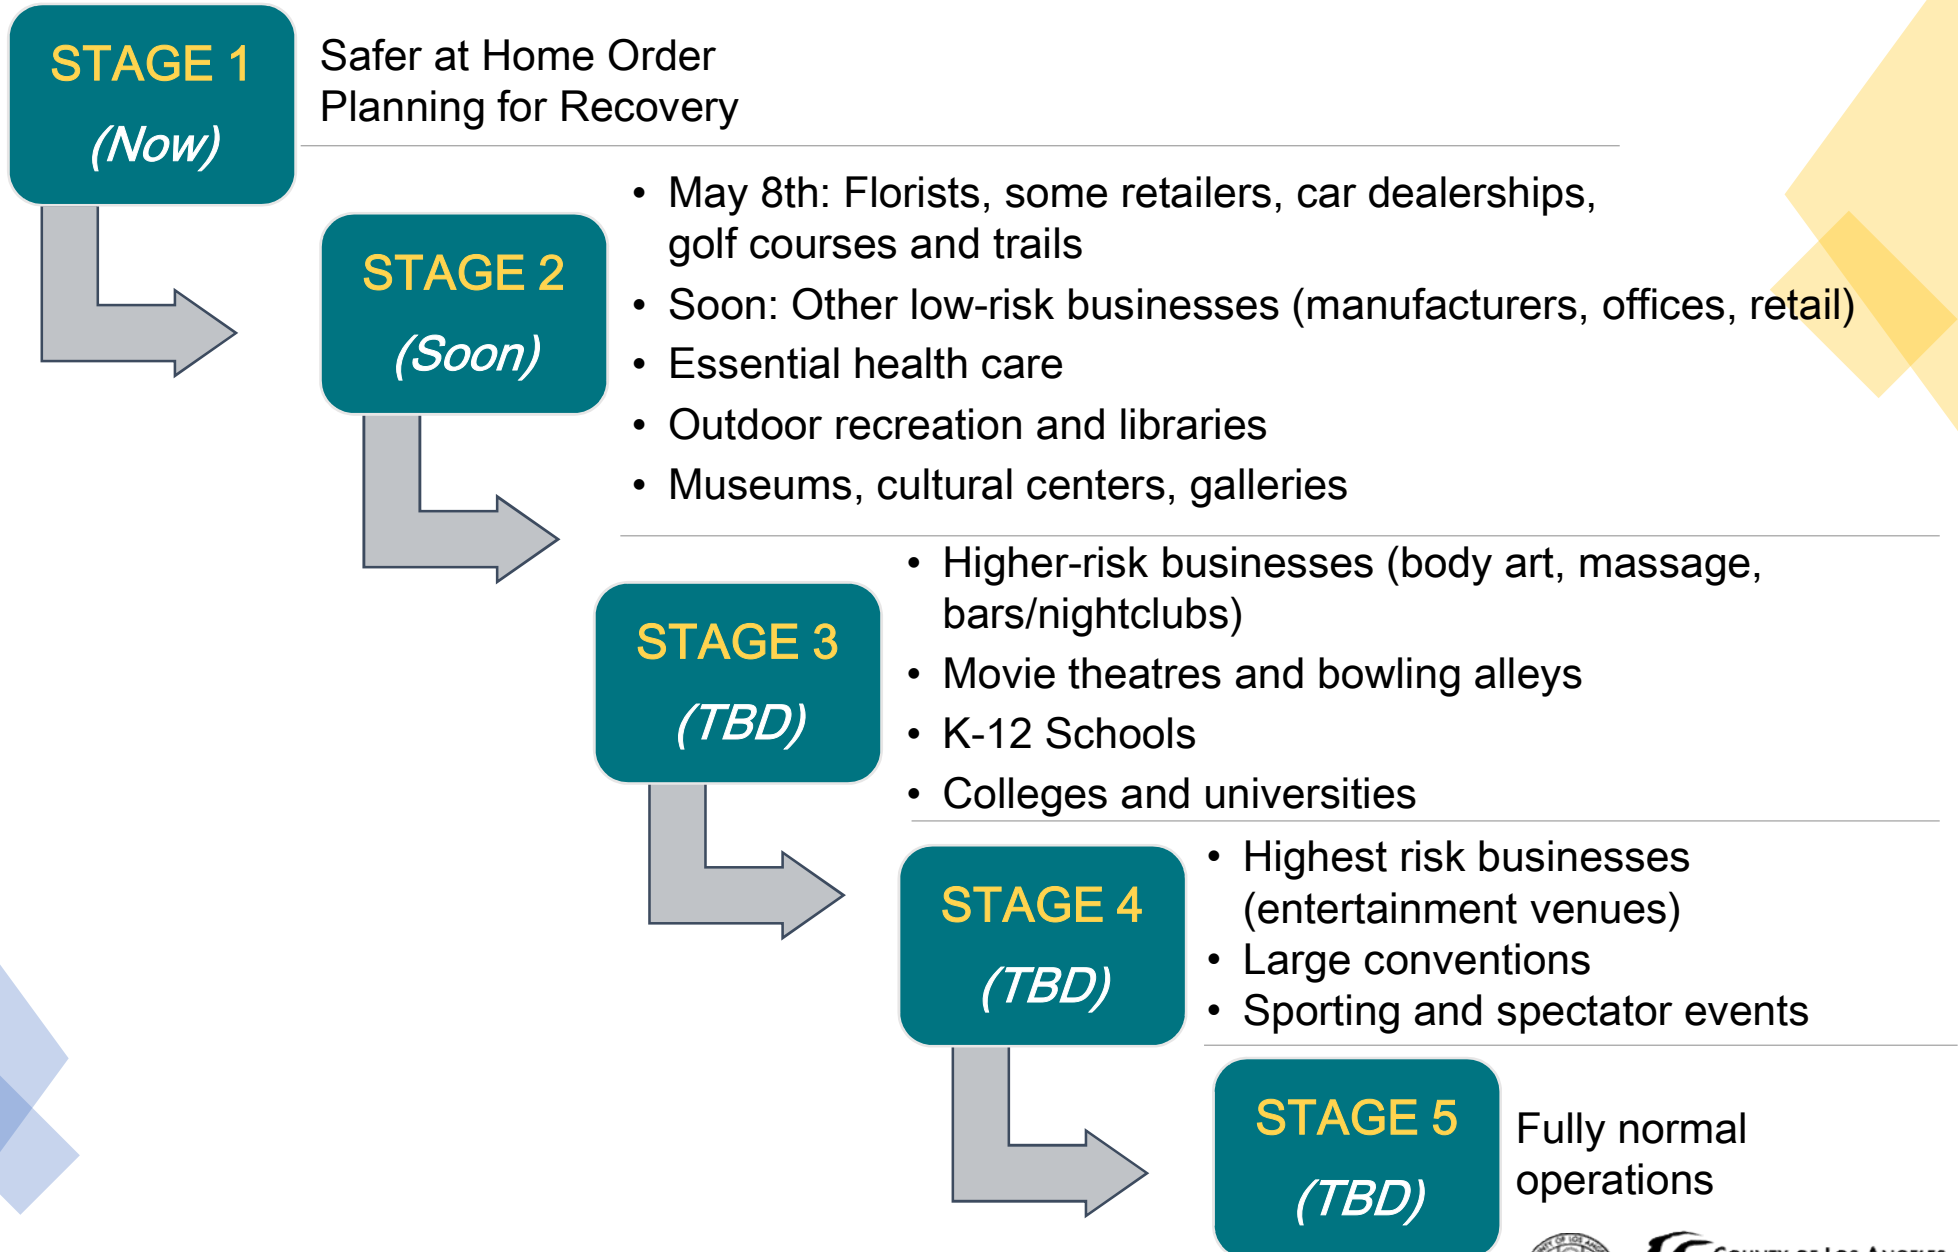 STAGE 1
(Now)
Safer at Home Order
Planning for Recovery
STAGE 2
(Soon)
• May 8th: Florists, some retailers, car dealerships,
golf courses and trails
• Soon: Other low-risk businesses (manufacturers, offices, retail)
• Essential health care
• Outdoor recreation and libraries
• Museums, cultural centers, galleries
STAGE 3
(TBD)
• Higher-risk businesses (body art, massage,
bars/nightclubs)
• Movie theatres and bowling alleys
• K-12 Schools
• Colleges and universities
STAGE 4
(TBD)
• Highest risk businesses
(entertainment venues)
• Large conventions
• Sporting and spectator events
STAGE 5
(TBD)
Fully normal
operations
COUNTY OF LOS ANGELES